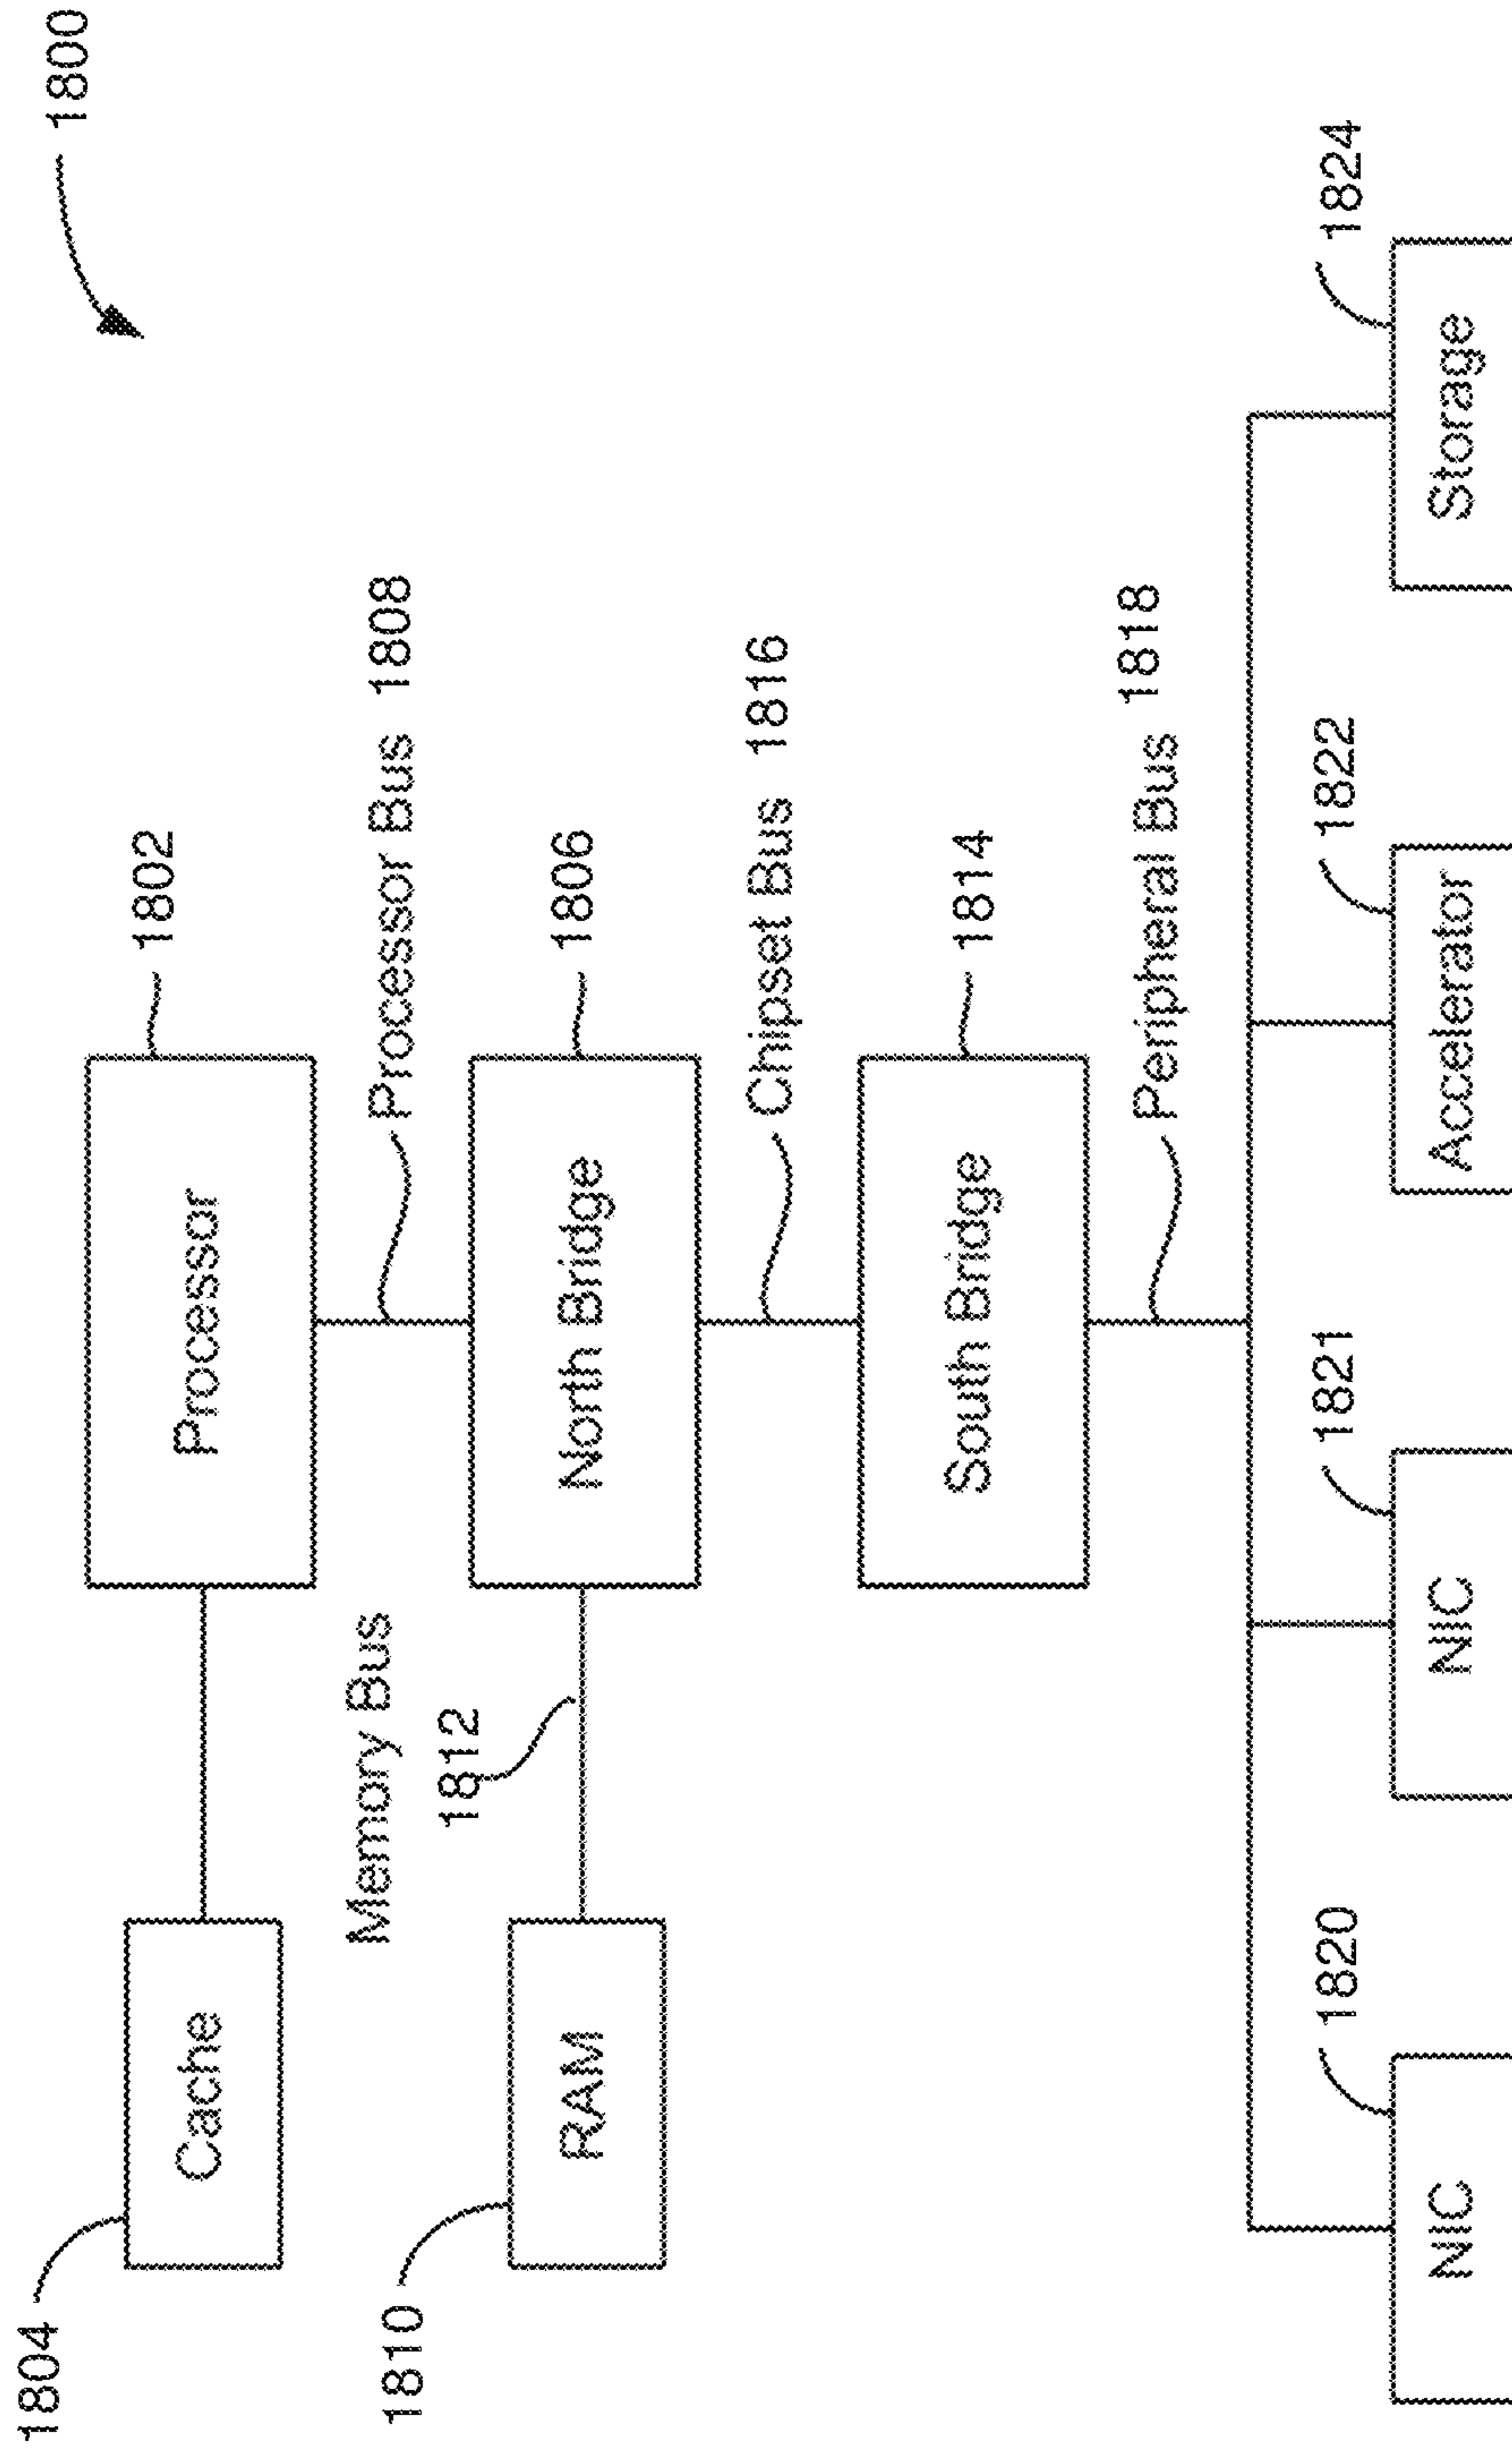 1800
1804
Cache
Processor
1802
Memory Bus
Processor Bus 1808
1810
1812
RAM
North Bridge
1806
Chipset Bus 1816
South Bridge
1814
Peripheral Bus 1818
1820
1821
1822
1824
NIC
NIC
Accelerator
Storage